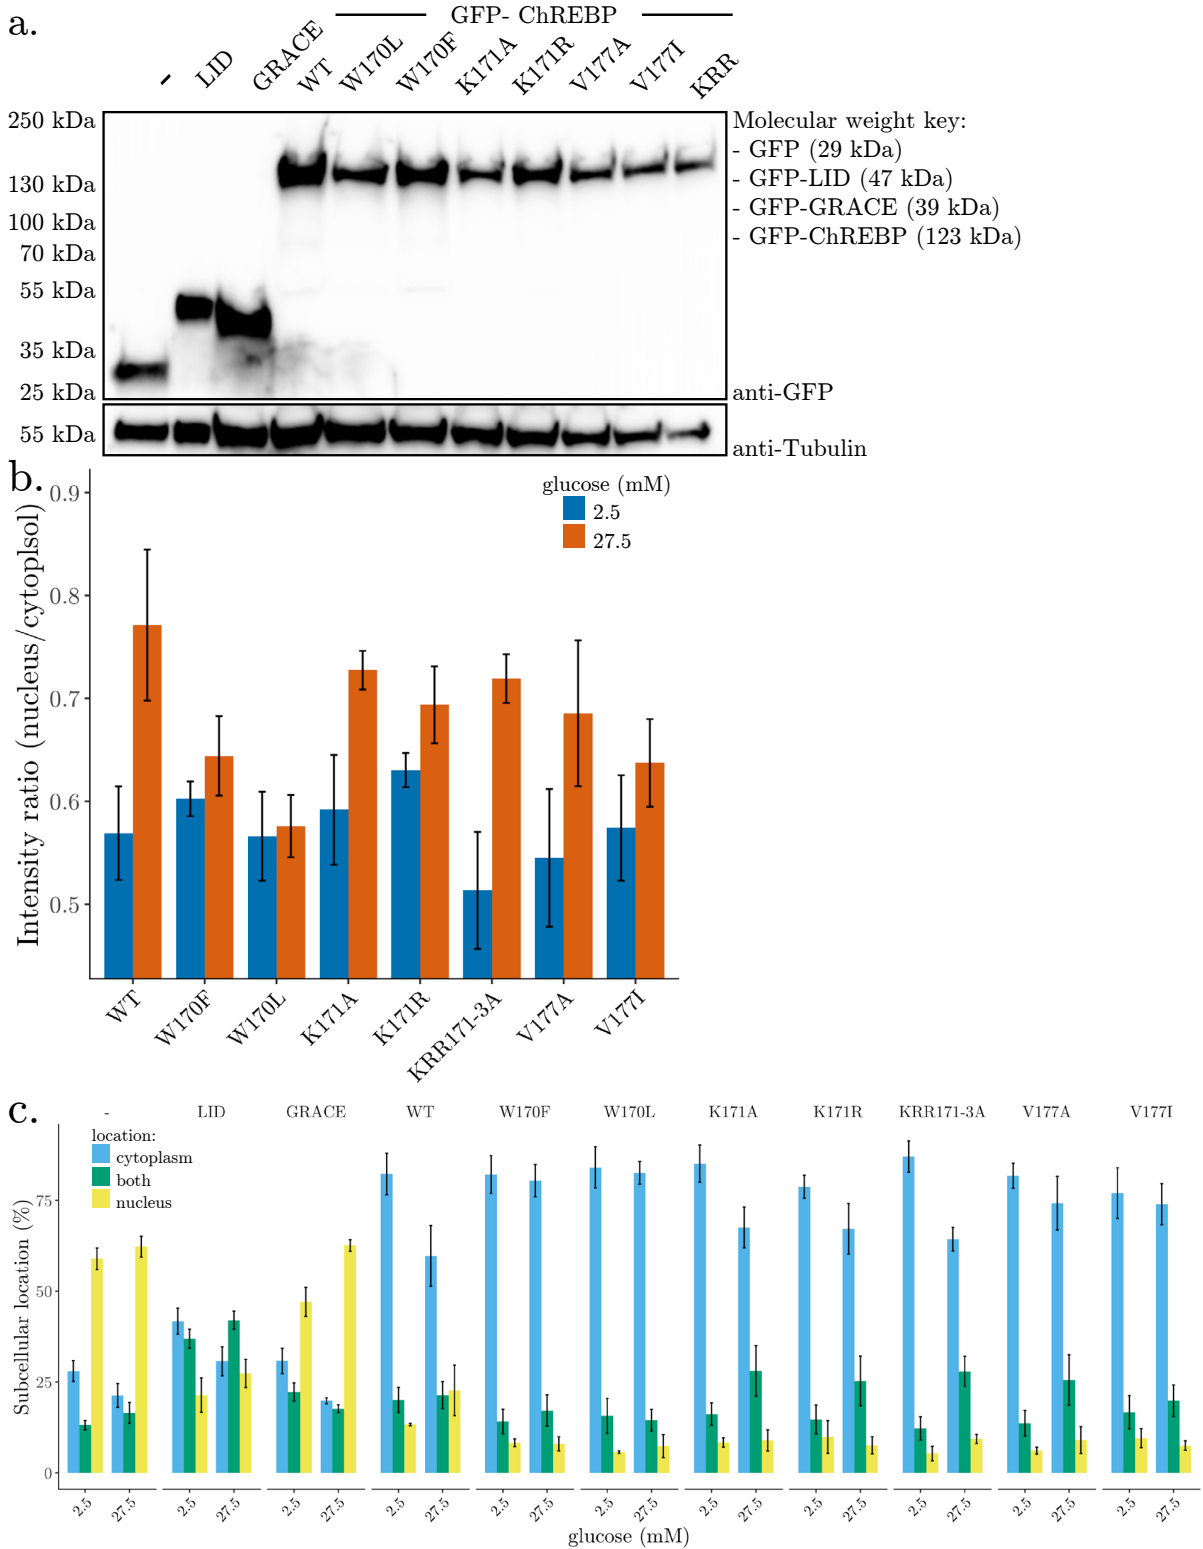 a.
GFP- ChREBP
- LID GRACE WT W170L W170F K171A K171R V177A V177I KRR
250 kDa
130 kDa
100 kDa
70 kDa
55 kDa
35 kDa
25 kDa
55 kDa
Molecular weight key:
- GFP (29 kDa)
- GFP-LID (47 kDa)
- GFP-GRACE (39 kDa)
- GFP-ChREBP (123 kDa)
anti-GFP
anti-Tubulin
b.
glucose (mM)
2.5
27.5
Intensity ratio (nucleus/cytoplsol)
0.9
0.8
0.7
0.6
0.5
WT W170F W170L K171A K171R KRR171-3A V177A V177I
c.
- LID GRACE WT W170F W170L K171A K171R KRR171-3A V177A V177I
location:
cytoplasm
both
nucleus
Subcellular location (%)
75
50
25
0
2.5 27.5 2.5 27.5 2.5 27.5 2.5 27.5 2.5 27.5 2.5 27.5 2.5 27.5 2.5 27.5 2.5 27.5 2.5 27.5 2.5 27.5
glucose (mM)